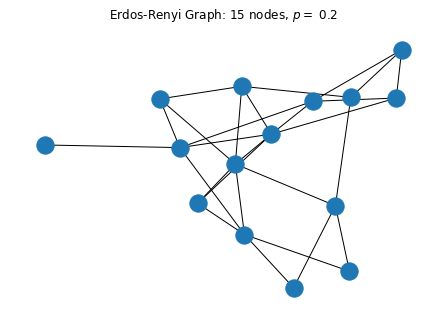 Erdos-Renyi Graph: 15 nodes, p = 0.2